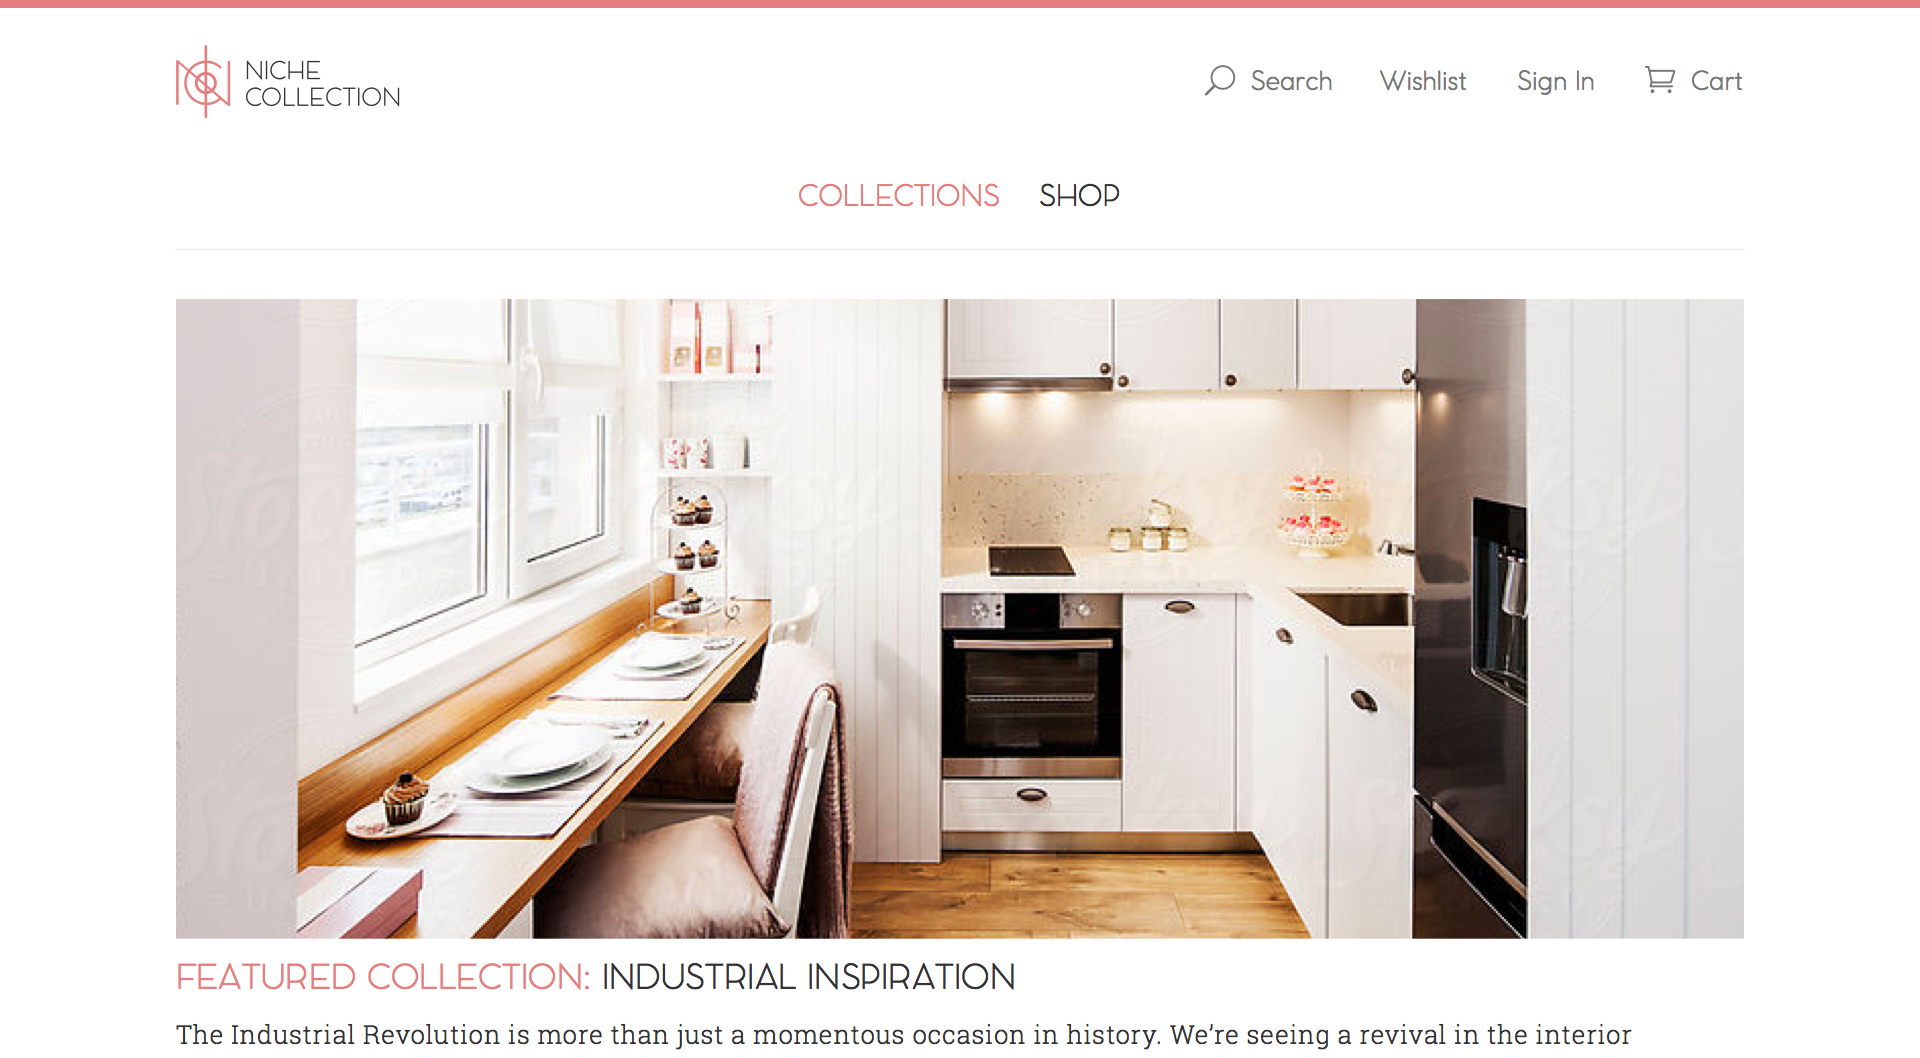 NICHE
COLLECTION
Search Wishlist Sign In Cart
COLLECTIONS SHOP
FEATURED COLLECTION: INDUSTRIAL INSPIRATION
The Industrial Revolution is more than just a momentous occasion in history. We’re seeing a revival in the interior